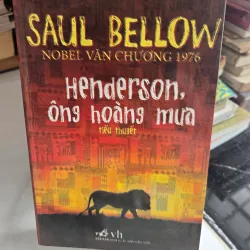 SAUL BELLOW
NOBEL VĂN CHƯƠNG 1976
Henderson,
ông hoàng mưa
tiểu thuyết